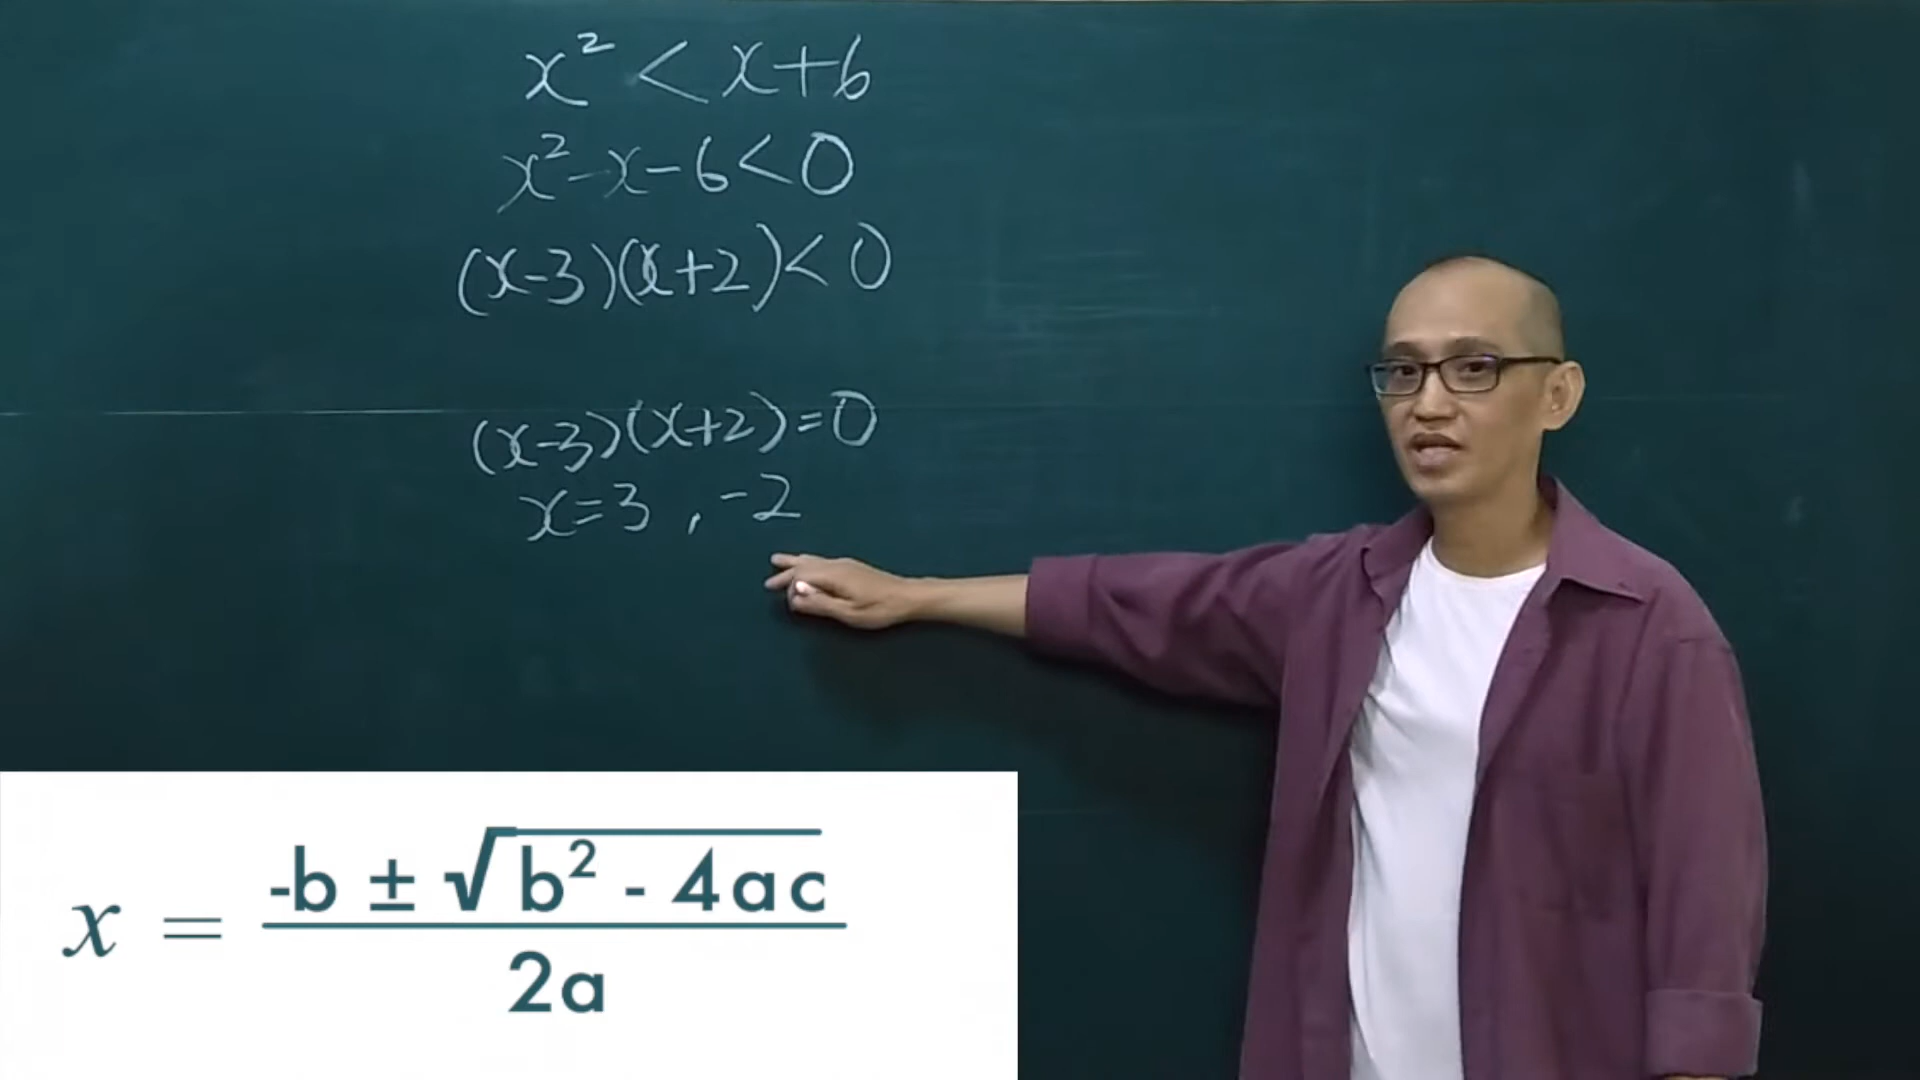 x² < x+6
x²-x-6<0
(x-3)(x+2)<0
(x-3)(x+2)=0
x=3 , -2
x = -b ± √b² - 4ac / 2a